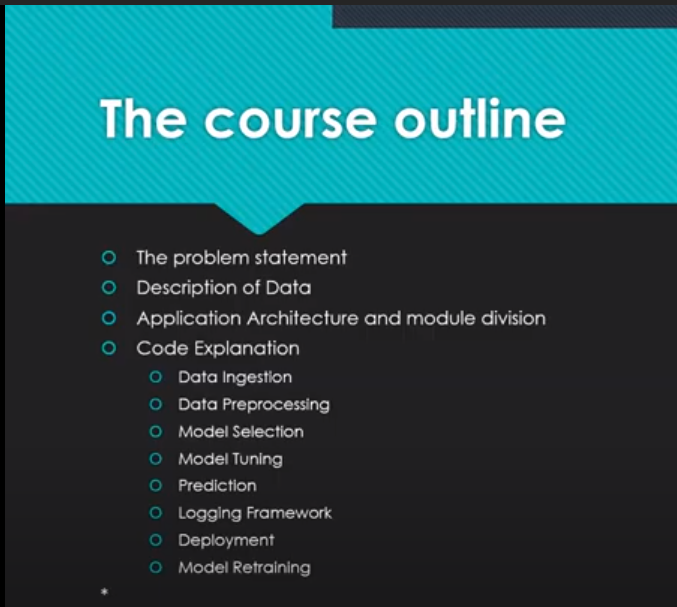 The course outline
The problem statement
Description of Data
Application Architecture and module division
Code Explanation
Data Ingestion
Data Preprocessing
Model Selection
Model Tuning
Prediction
Logging Framework
Deployment
Model Retraining
*